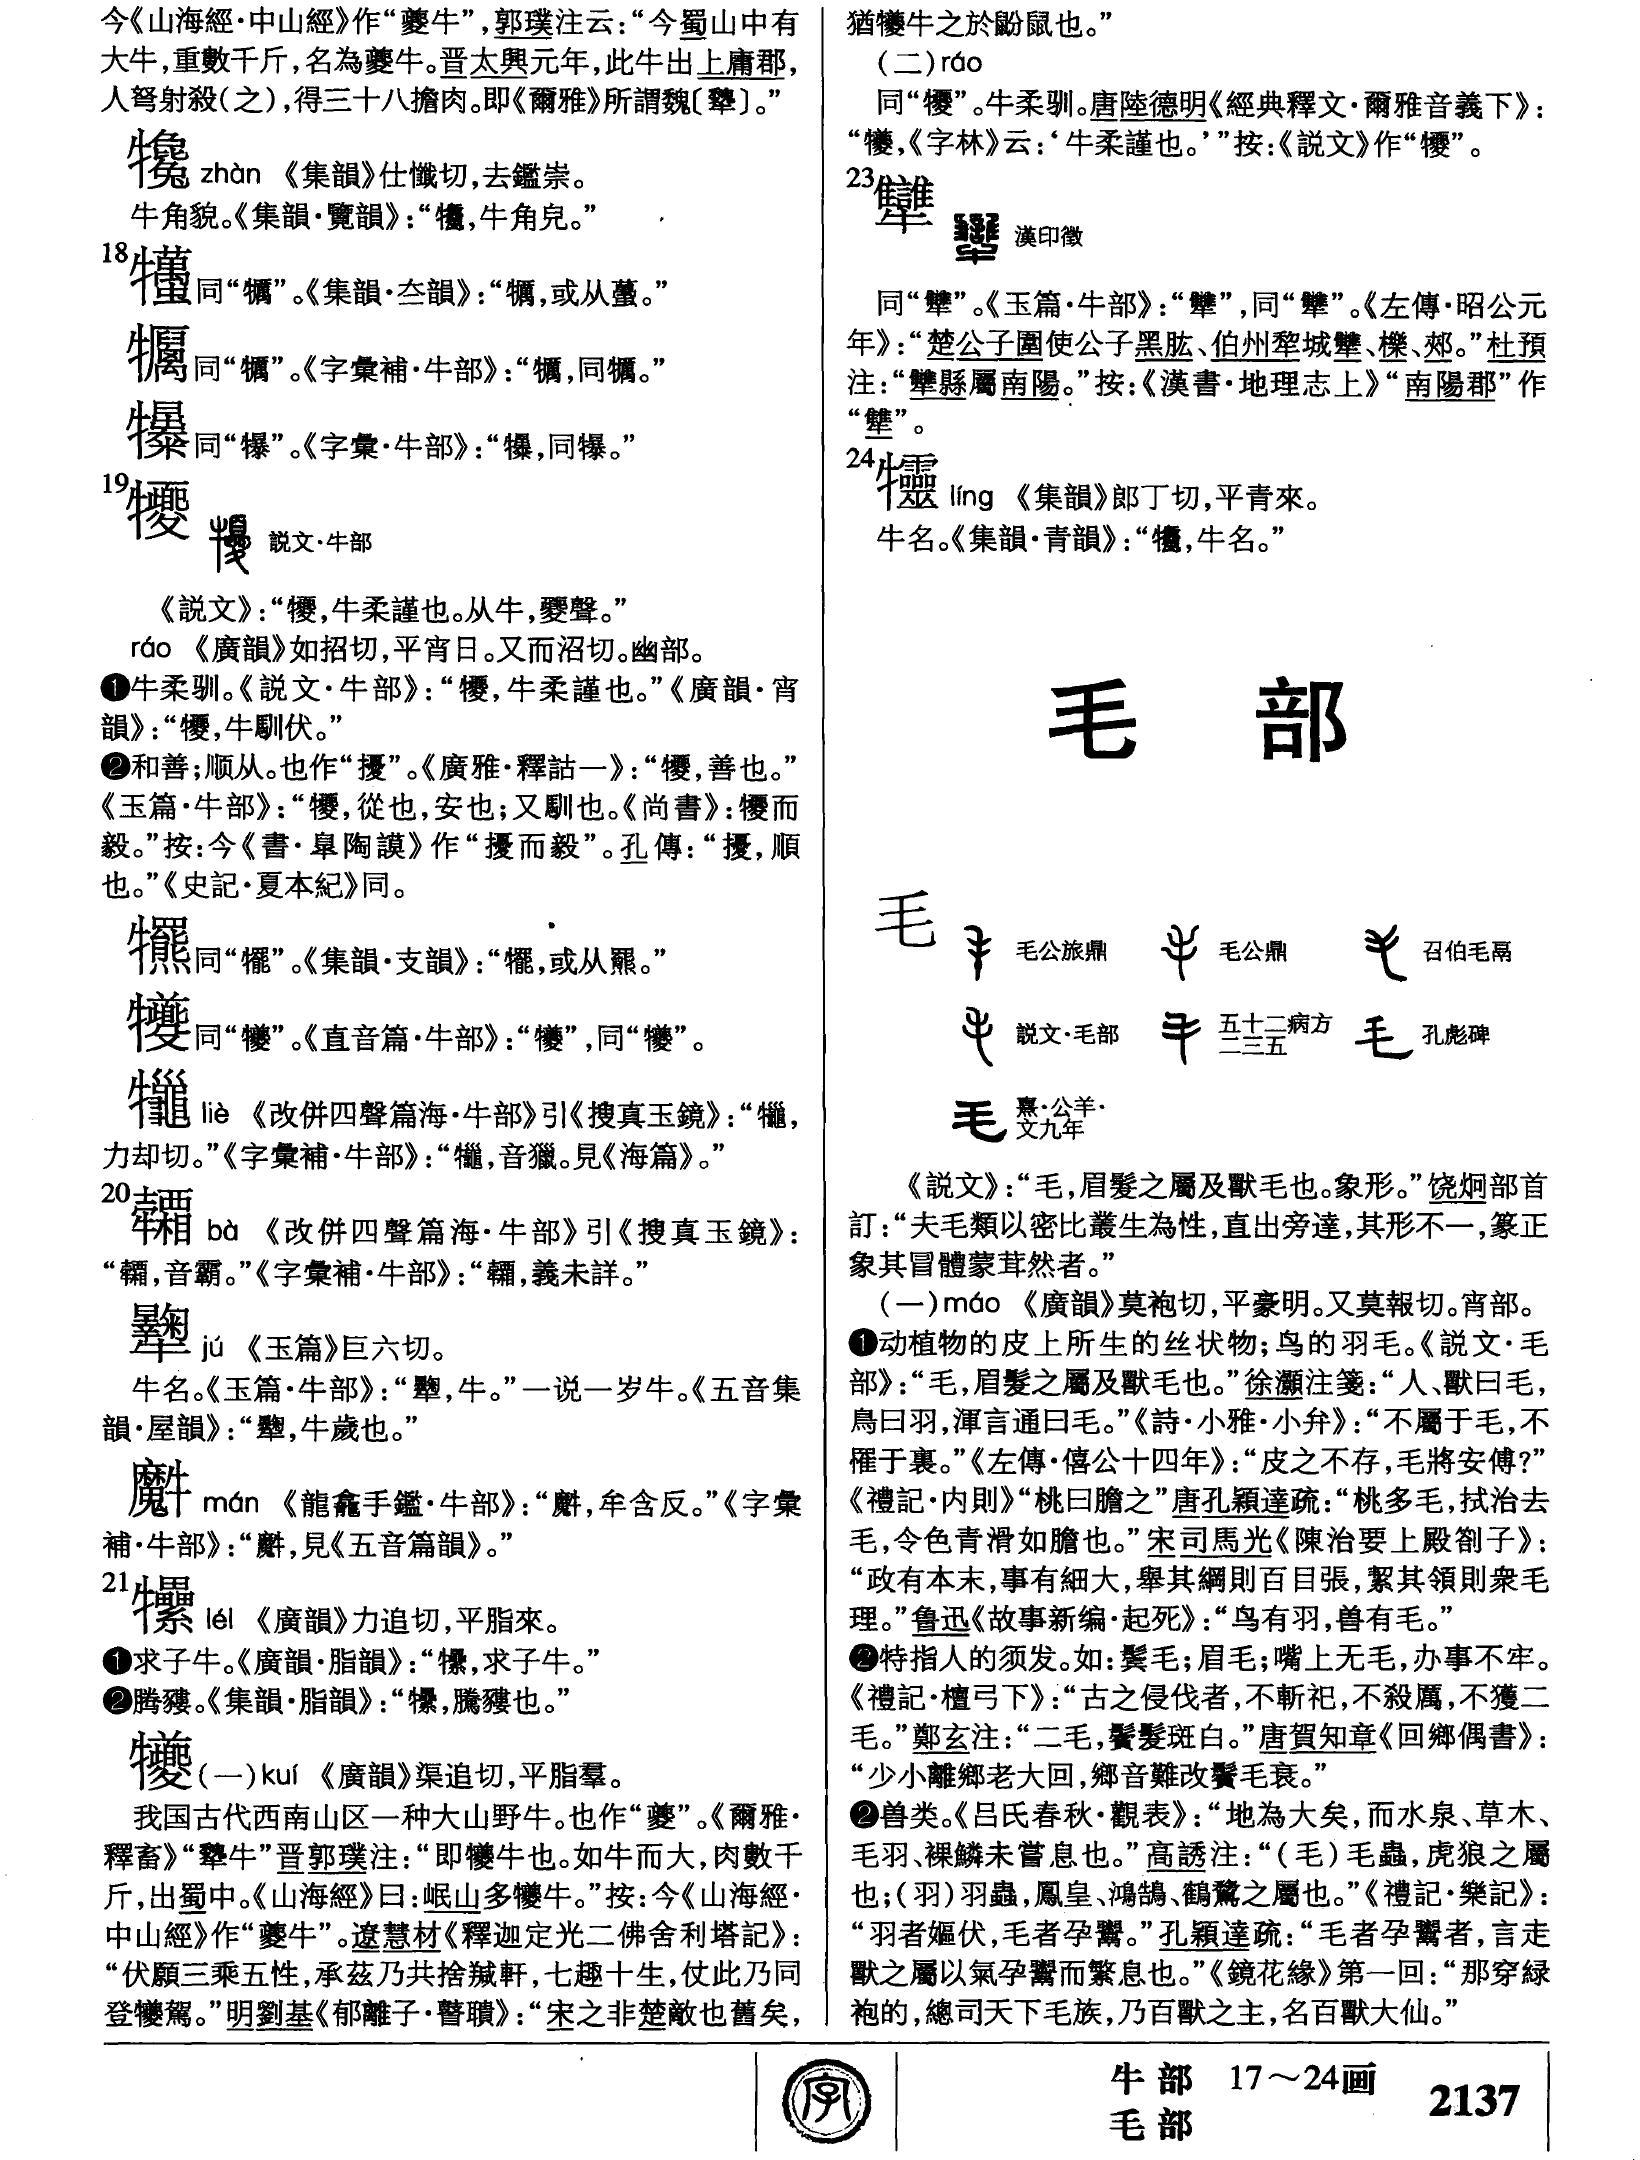 今《山海經·中山經》作“夔牛”,郭璞注云:“今蜀山中有
大牛,重數千斤,名為夔牛。晋太興元年,此牛出上庸郡,
人弩射殺(之),得三十八擔肉。即《爾雅》所謂魏〔犩〕。”
zhàn 《集韻》仕懺切,去鑑崇。
牛角貌。《集韻·覽韻》:“,牛角皃。”
18
同“犡”。《集韻·夳韻》:“犡,或从蠆。”
同“犡”。《字彙補·牛部》:“,同犡。”
同“犦”。《字彙·牛部》:“,同犦。”
19
犪 説文·牛部
《説文》:“㹛,牛柔謹也。从牛,夒聲。”
ráo 《廣韻》如招切,平宵日。又而沼切。幽部。
❶牛柔驯。《説文·牛部》:“㹛,牛柔謹也。”《廣韻·宵
韻》:“㹛,牛馴伏。”
❷和善;顺从。也作“擾”。《廣雅·釋詁一》:“㹛,善也。”
《玉篇·牛部》:“㹛,從也,安也;又馴也。《尚書》:㹛而
毅。”按:今《書·臯陶謨》作“擾而毅”。孔傳:“擾,順
也。”《史記·夏本紀》同。
同“犤”。《集韻·支韻》:“犤,或从羆。”
同“犪”。《直音篇·牛部》:“犪”,同“犪”。
liè 《改併四聲篇海·牛部》引《搜真玉鏡》:“,
力却切。”《字彙補·牛部》:“,音獵。見《海篇》。”
20
bà 《改併四聲篇海·牛部》引《搜真玉鏡》:
“,音霸。”《字彙補·牛部》:“,義未詳。”
jú 《玉篇》巨六切。
牛名。《玉篇·牛部》:“,牛。”一说一岁牛。《五音集
韻·屋韻》:“,牛歲也。”
mán 《龍龕手鑑·牛部》:“,牟含反。”《字彙
補·牛部》:“,見《五音篇韻》。”
21
léi 《廣韻》力追切,平脂來。
❶求子牛。《廣韻·脂韻》:“,求子牛。”
❷腾豶。《集韻·脂韻》:“,騰豶也。”
犪(一)kuí 《廣韻》渠追切,平脂羣。
我国古代西南山区一种大山野牛。也作“夔”。《爾雅·
釋畜》“犩牛”晋郭璞注:“即犪牛也。如牛而大,肉數千
斤,出蜀中。《山海經》曰:岷山多犪牛。”按:今《山海經·
中山經》作“夔牛”。遼慧材《釋迦定光二佛舍利塔記》:
“伏願三乘五性,承茲乃共捨羬軒,七趣十生,仗此乃同
登犪駕。”明劉基《郁離子·瞽聵》:“宋之非楚敵也舊矣,
猶犪牛之於鼢鼠也。”
(二)ráo
同“㹛”。牛柔驯。唐陸德明《經典釋文·爾雅音義下》:
“犪,《字林》云:‘牛柔謹也。’”按:《説文》作“㹛”。
23
漢印徵
同“犨”。《玉篇·牛部》:“犫”,同“犨”。《左傳·昭公元
年》:“楚公子圍使公子黑肱、伯州犂城犫、櫟、郟。”杜預
注:“犫縣屬南陽。”按:《漢書·地理志上》“南陽郡”作
“犨”。
24
líng 《集韻》郎丁切,平青來。
牛名。《集韻·青韻》:“,牛名。”
毛 部
毛 毛公旅鼎 毛公鼎 召伯毛鬲
説文·毛部 五十二病方二三五 孔彪碑
熹·公羊·文九年
《説文》:“毛,眉髮之屬及獸毛也。象形。”饶炯部首
訂:“夫毛類以密比叢生為性,直出旁達,其形不一,篆正
象其冒體蒙茸然者。”
(一)máo 《廣韻》莫袍切,平豪明。又莫報切。宵部。
❶动植物的皮上所生的丝状物;鸟的羽毛。《説文·毛
部》:“毛,眉髮之屬及獸毛也。”徐灝注箋:“人、獸曰毛,
鳥曰羽,渾言通曰毛。”《詩·小雅·小弁》:“不屬于毛,不
罹于裏。”《左傳·僖公十四年》:“皮之不存,毛將安傅?”
《禮記·内則》“桃曰膽之”唐孔穎達疏:“桃多毛,拭治去
毛,令色青滑如膽也。”宋司馬光《陳治要上殿劄子》:
“政有本末,事有細大,舉其綱則百目張,絜其領則衆毛
理。”鲁迅《故事新编·起死》:“鸟有羽,兽有毛。”
❷特指人的须发。如:鬓毛;眉毛;嘴上无毛,办事不牢。
《禮記·檀弓下》:“古之侵伐者,不斬祀,不殺厲,不獲二
毛。”鄭玄注:“二毛,鬢髮斑白。”唐賀知章《回鄉偶書》:
“少小離鄉老大回,鄉音難改鬢毛衰。”
❷兽类。《吕氏春秋·觀表》:“地為大矣,而水泉、草木、
毛羽、裸鱗未嘗息也。”高誘注:“(毛)毛蟲,虎狼之屬
也;(羽)羽蟲,鳳皇、鴻鵠、鶴鶩之屬也。”《禮記·樂記》:
“羽者嫗伏,毛者孕鬻。”孔穎達疏:“毛者孕鬻者,言走
獸之屬以氣孕鬻而繁息也。”《鏡花緣》第一回:“那穿緑
袍的,總司天下毛族,乃百獸之主,名百獸大仙。”
字
牛部 17～24画
毛部
2137